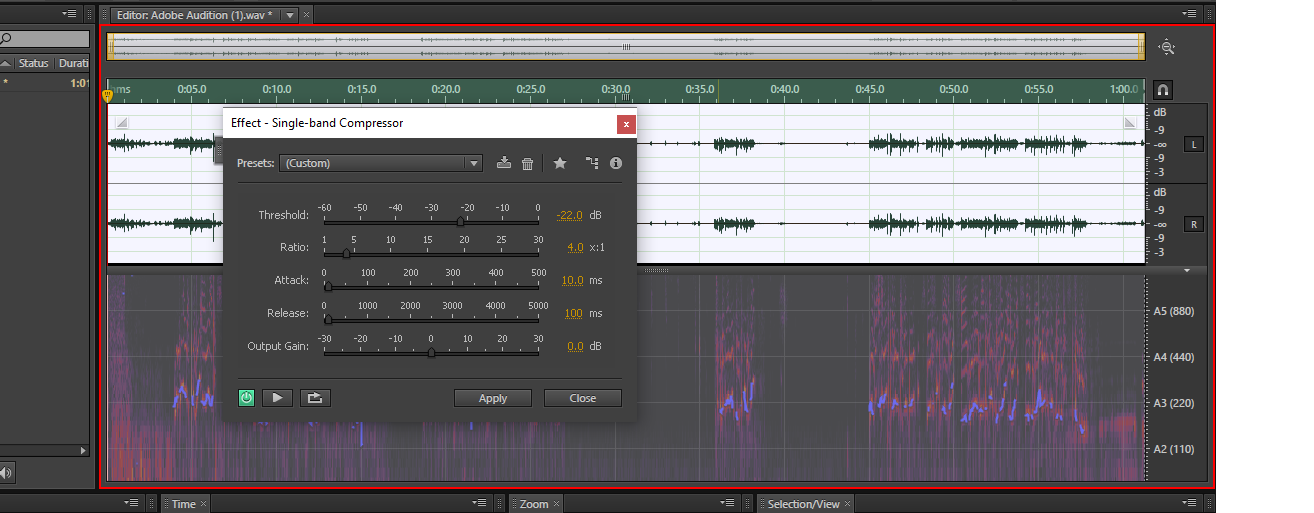 Editor: Adobe Audition (1).wav *
Status
Durati
*
1:01
hms
0:05.0
0:10.0
0:15.0
0:20.0
0:25.0
0:30.0
0:35.0
0:40.0
0:45.0
0:50.0
0:55.0
1:00.0
Effect - Single-band Compressor
x
Presets: (Custom)
-60 -50 -40 -30 -20 -10 0
Threshold: -22.0 dB
1 5 10 15 20 25 30
Ratio: 4.0 x:1
0 100 200 300 400 500
Attack: 10.0 ms
0 1000 2000 3000 4000 5000
Release: 100 ms
-30 -20 -10 0 10 20 30
Output Gain: 0.0 dB
Apply
Close
dB
-9
-∞
-9
-3
L
dB
-9
-∞
-9
-3
R
A5 (880)
A4 (440)
A3 (220)
A2 (110)
Time
Zoom
Selection/View